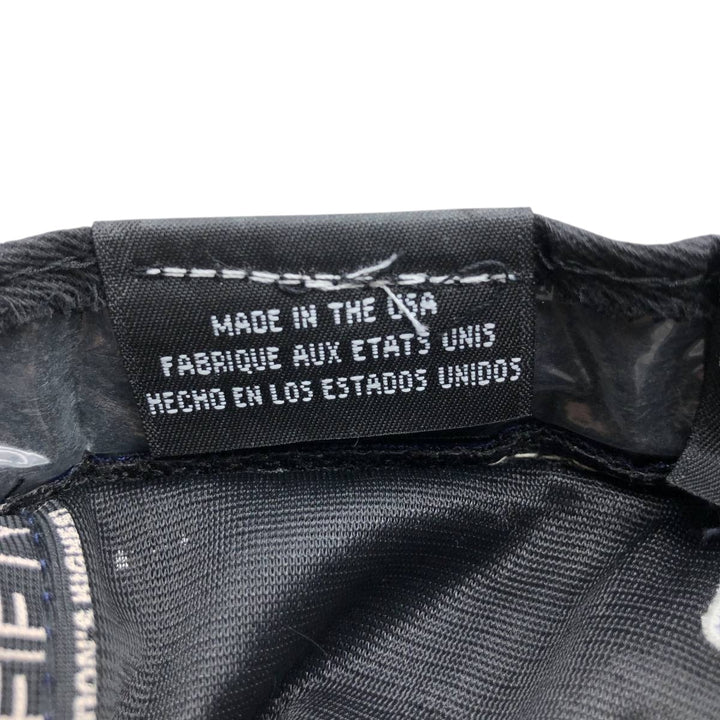 MADE IN THE USA
FABRIQUE AUX ETATS UNIS
HECHO EN LOS ESTADOS UNIDOS